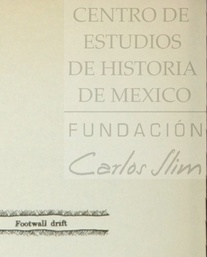 CENTRO DE
ESTUDIOS
DE HISTORIA
DE MEXICO
FUNDACIÓN
Carlos Slim
Footwall drift